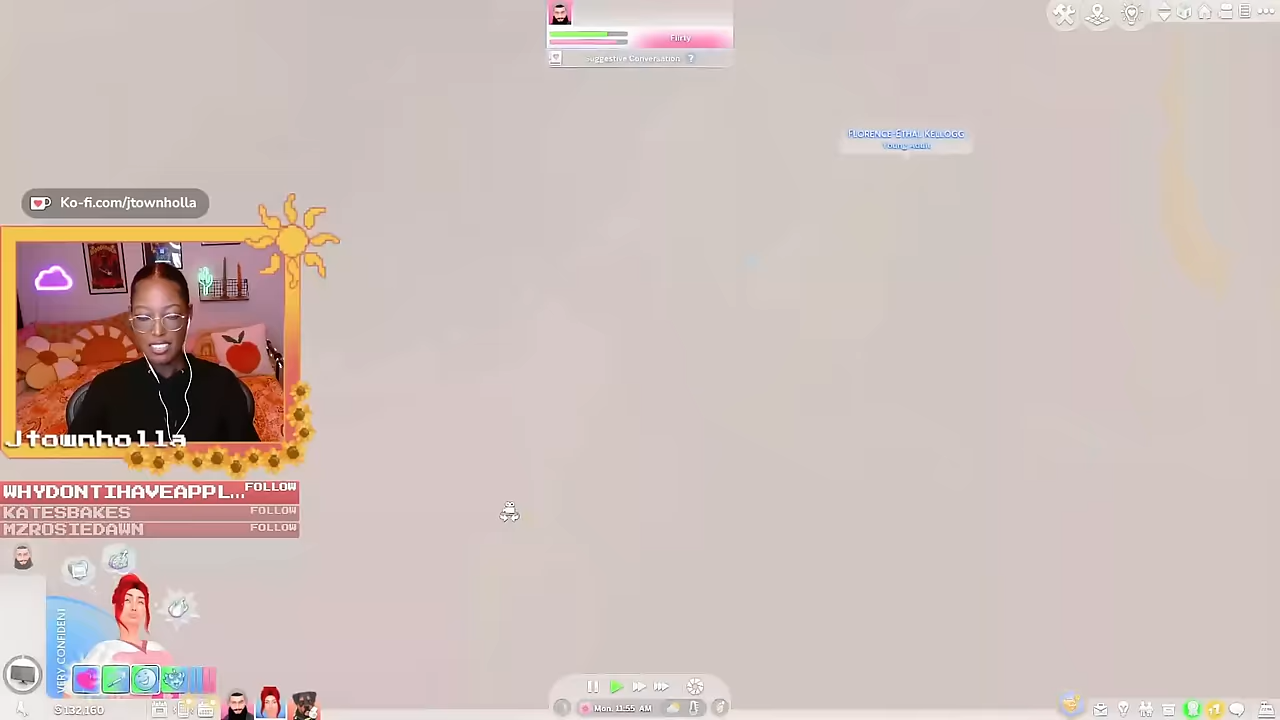 Flirty
Suggestive Conversation ?
FLORENCE-ETHAL KELLOGG
Young Adult
Ko-fi.com/jtownholla
Jtownholla
WHYDONTIHAVEAPPL... FOLLOW
KATESBAKES FOLLOW
MZROSIEDAWN FOLLOW
VERY CONFIDENT
§132,160
Mon. 11:55 AM